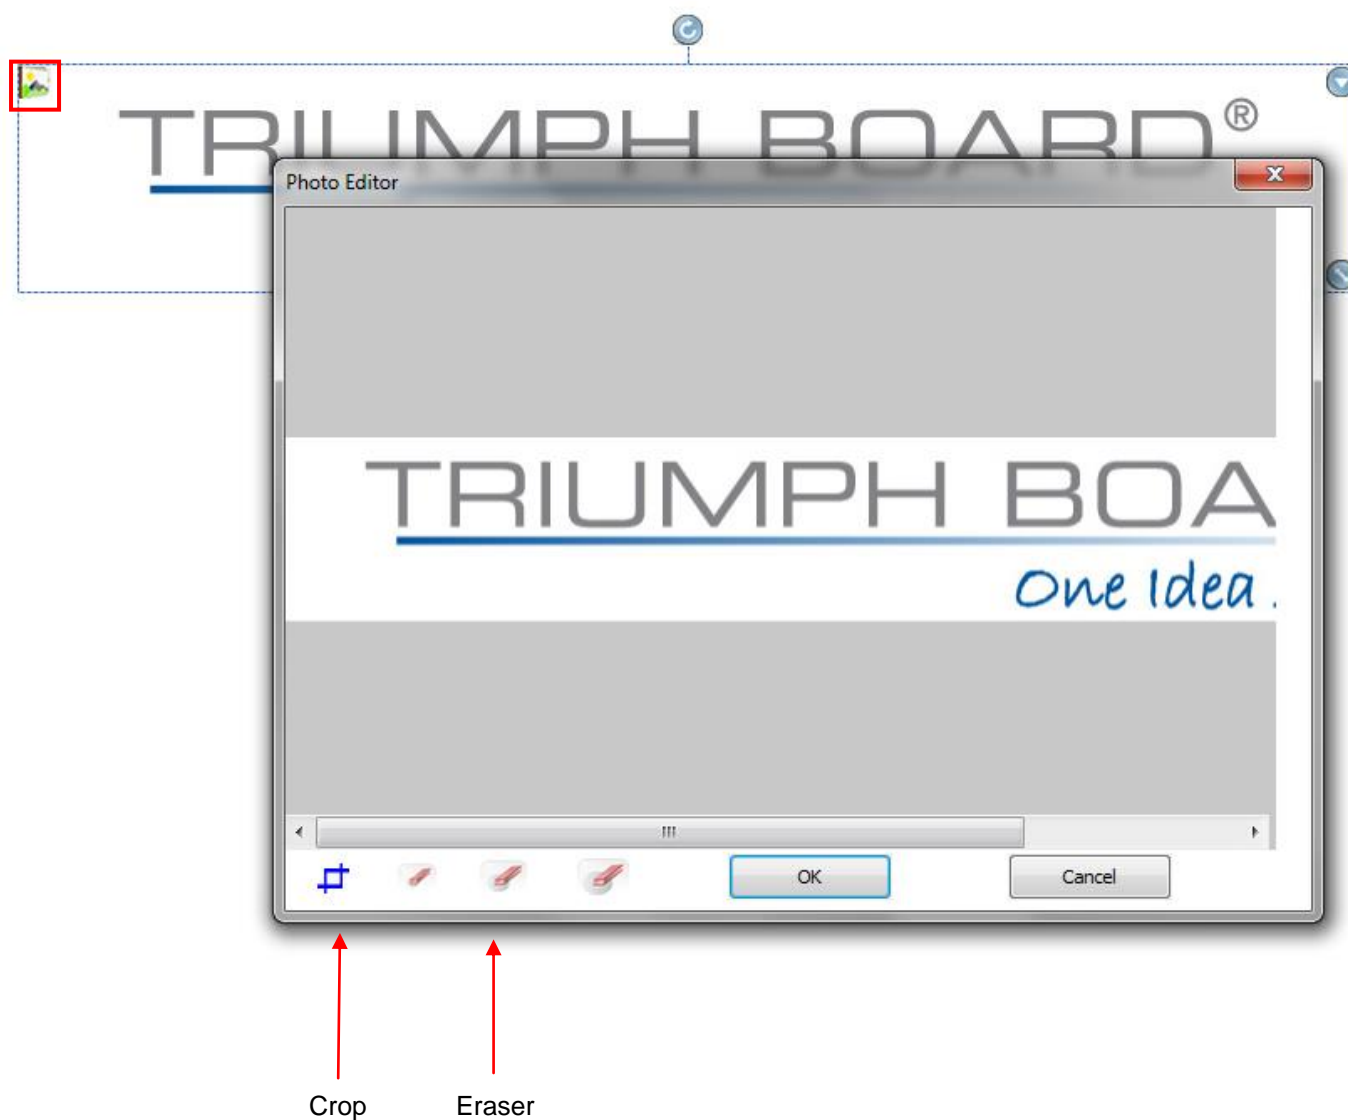 TRIUMPH BOARD®
Photo Editor
TRIUMPH BOA
One Idea .
OK Cancel
Crop Eraser